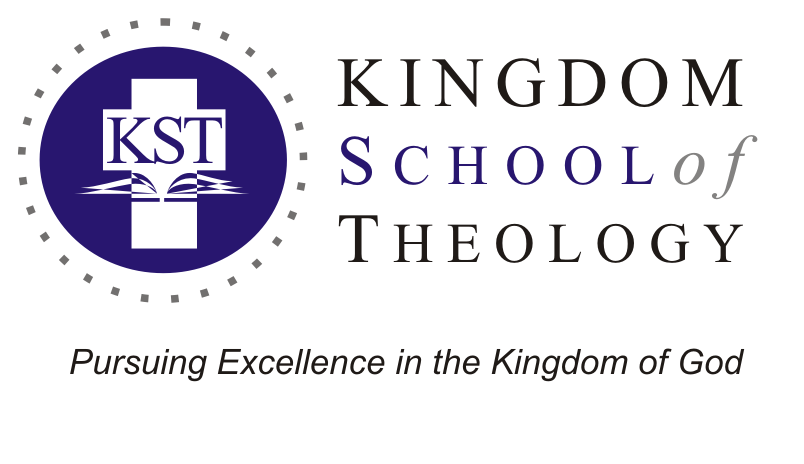 KST
KINGDOM
SCHOOL of
THEOLOGY
Pursuing Excellence in the Kingdom of God